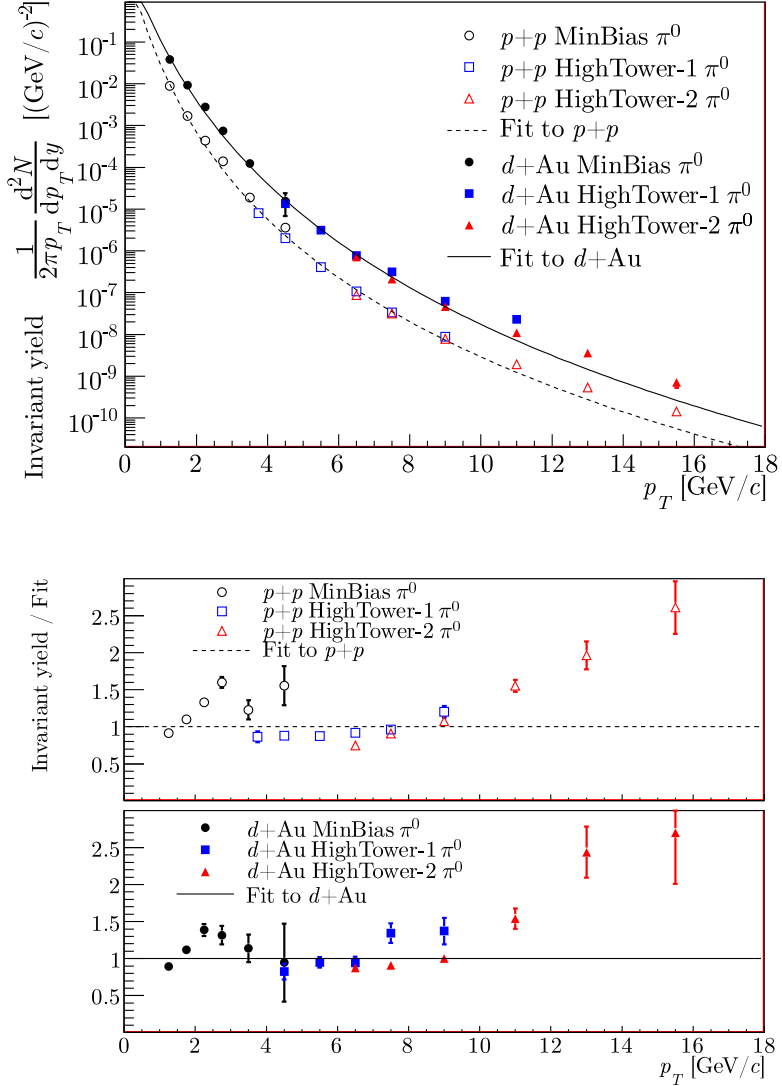 Invariant yield 1/2πp_T d²N/dp_T dy [(GeV/c)⁻²]
10⁻¹
10⁻²
10⁻³
10⁻⁴
10⁻⁵
10⁻⁶
10⁻⁷
10⁻⁸
10⁻⁹
10⁻¹⁰
p+p MinBias π⁰
p+p HighTower-1 π⁰
p+p HighTower-2 π⁰
Fit to p+p
d+Au MinBias π⁰
d+Au HighTower-1 π⁰
d+Au HighTower-2 π⁰
Fit to d+Au
0 2 4 6 8 10 12 14 16 18
p_T [GeV/c]
Invariant yield / Fit
2.5
2
1.5
1
0.5
p+p MinBias π⁰
p+p HighTower-1 π⁰
p+p HighTower-2 π⁰
Fit to p+p
2.5
2
1.5
1
0.5
d+Au MinBias π⁰
d+Au HighTower-1 π⁰
d+Au HighTower-2 π⁰
Fit to d+Au
0 2 4 6 8 10 12 14 16 18
p_T [GeV/c]